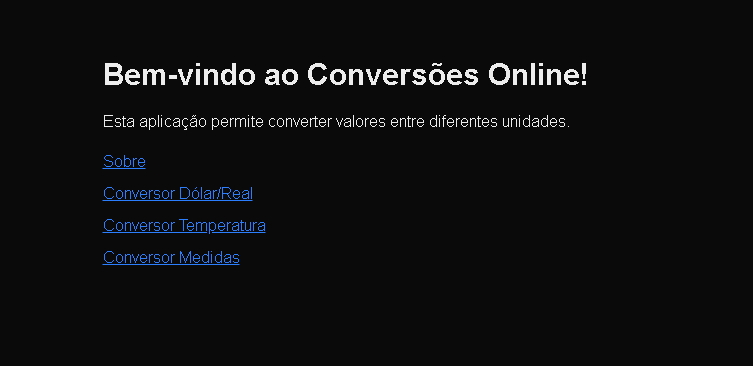 Bem-vindo ao Conversões Online!
Esta aplicação permite converter valores entre diferentes unidades.
Sobre
Conversor Dólar/Real
Conversor Temperatura
Conversor Medidas